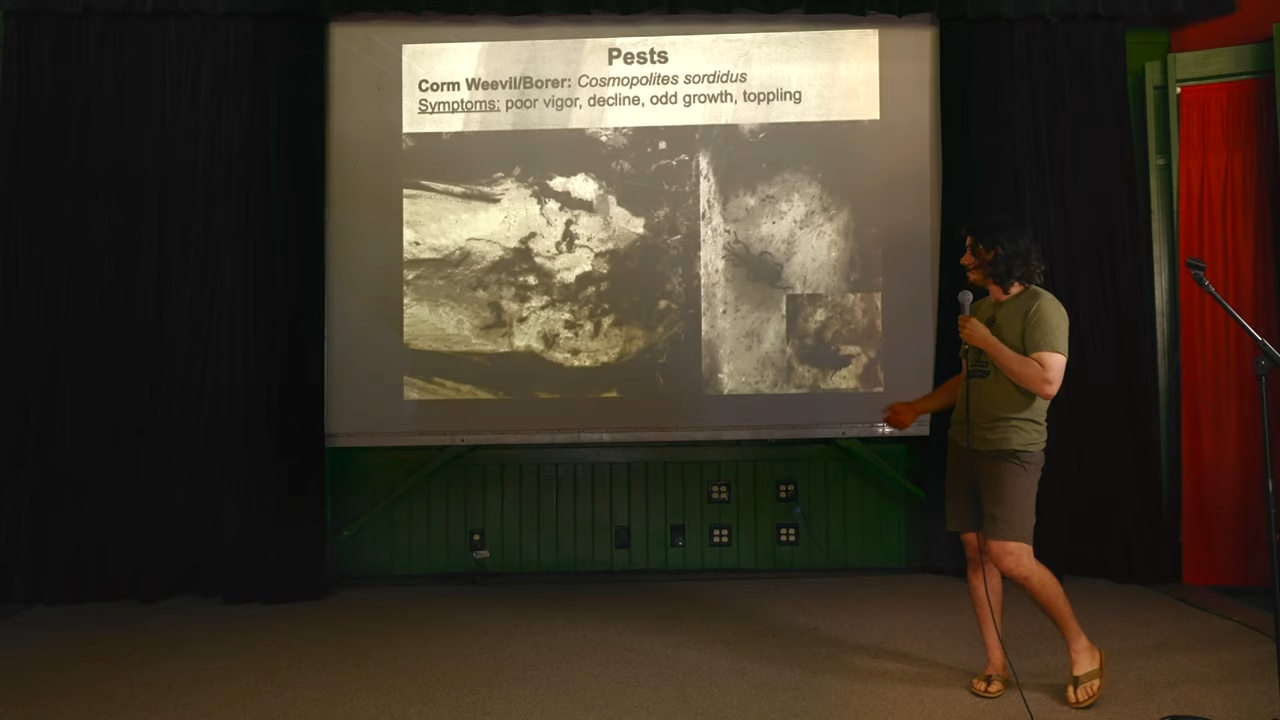 Pests
Corm Weevil/Borer: Cosmopolites sordidus
Symptoms: poor vigor, decline, odd growth, toppling